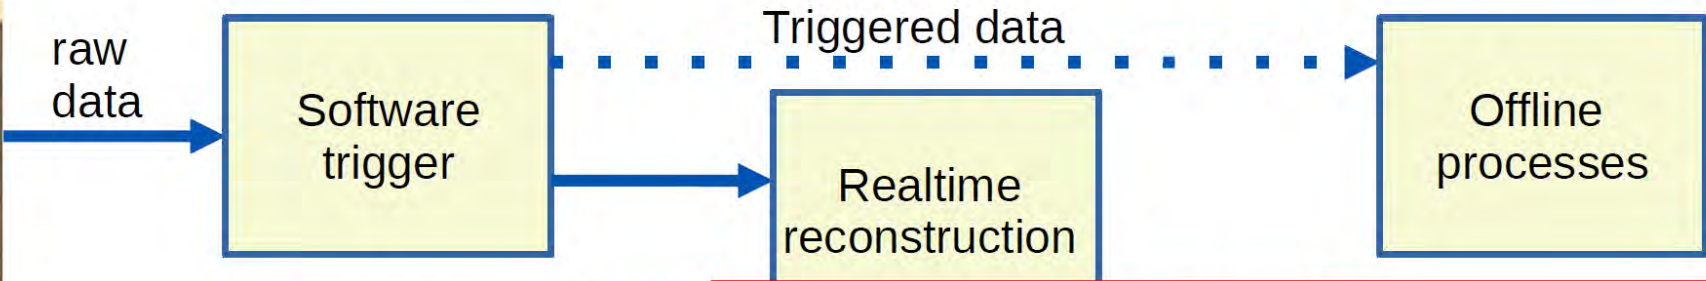 raw
data
Software
trigger
Triggered data
Realtime
reconstruction
Offline
processes